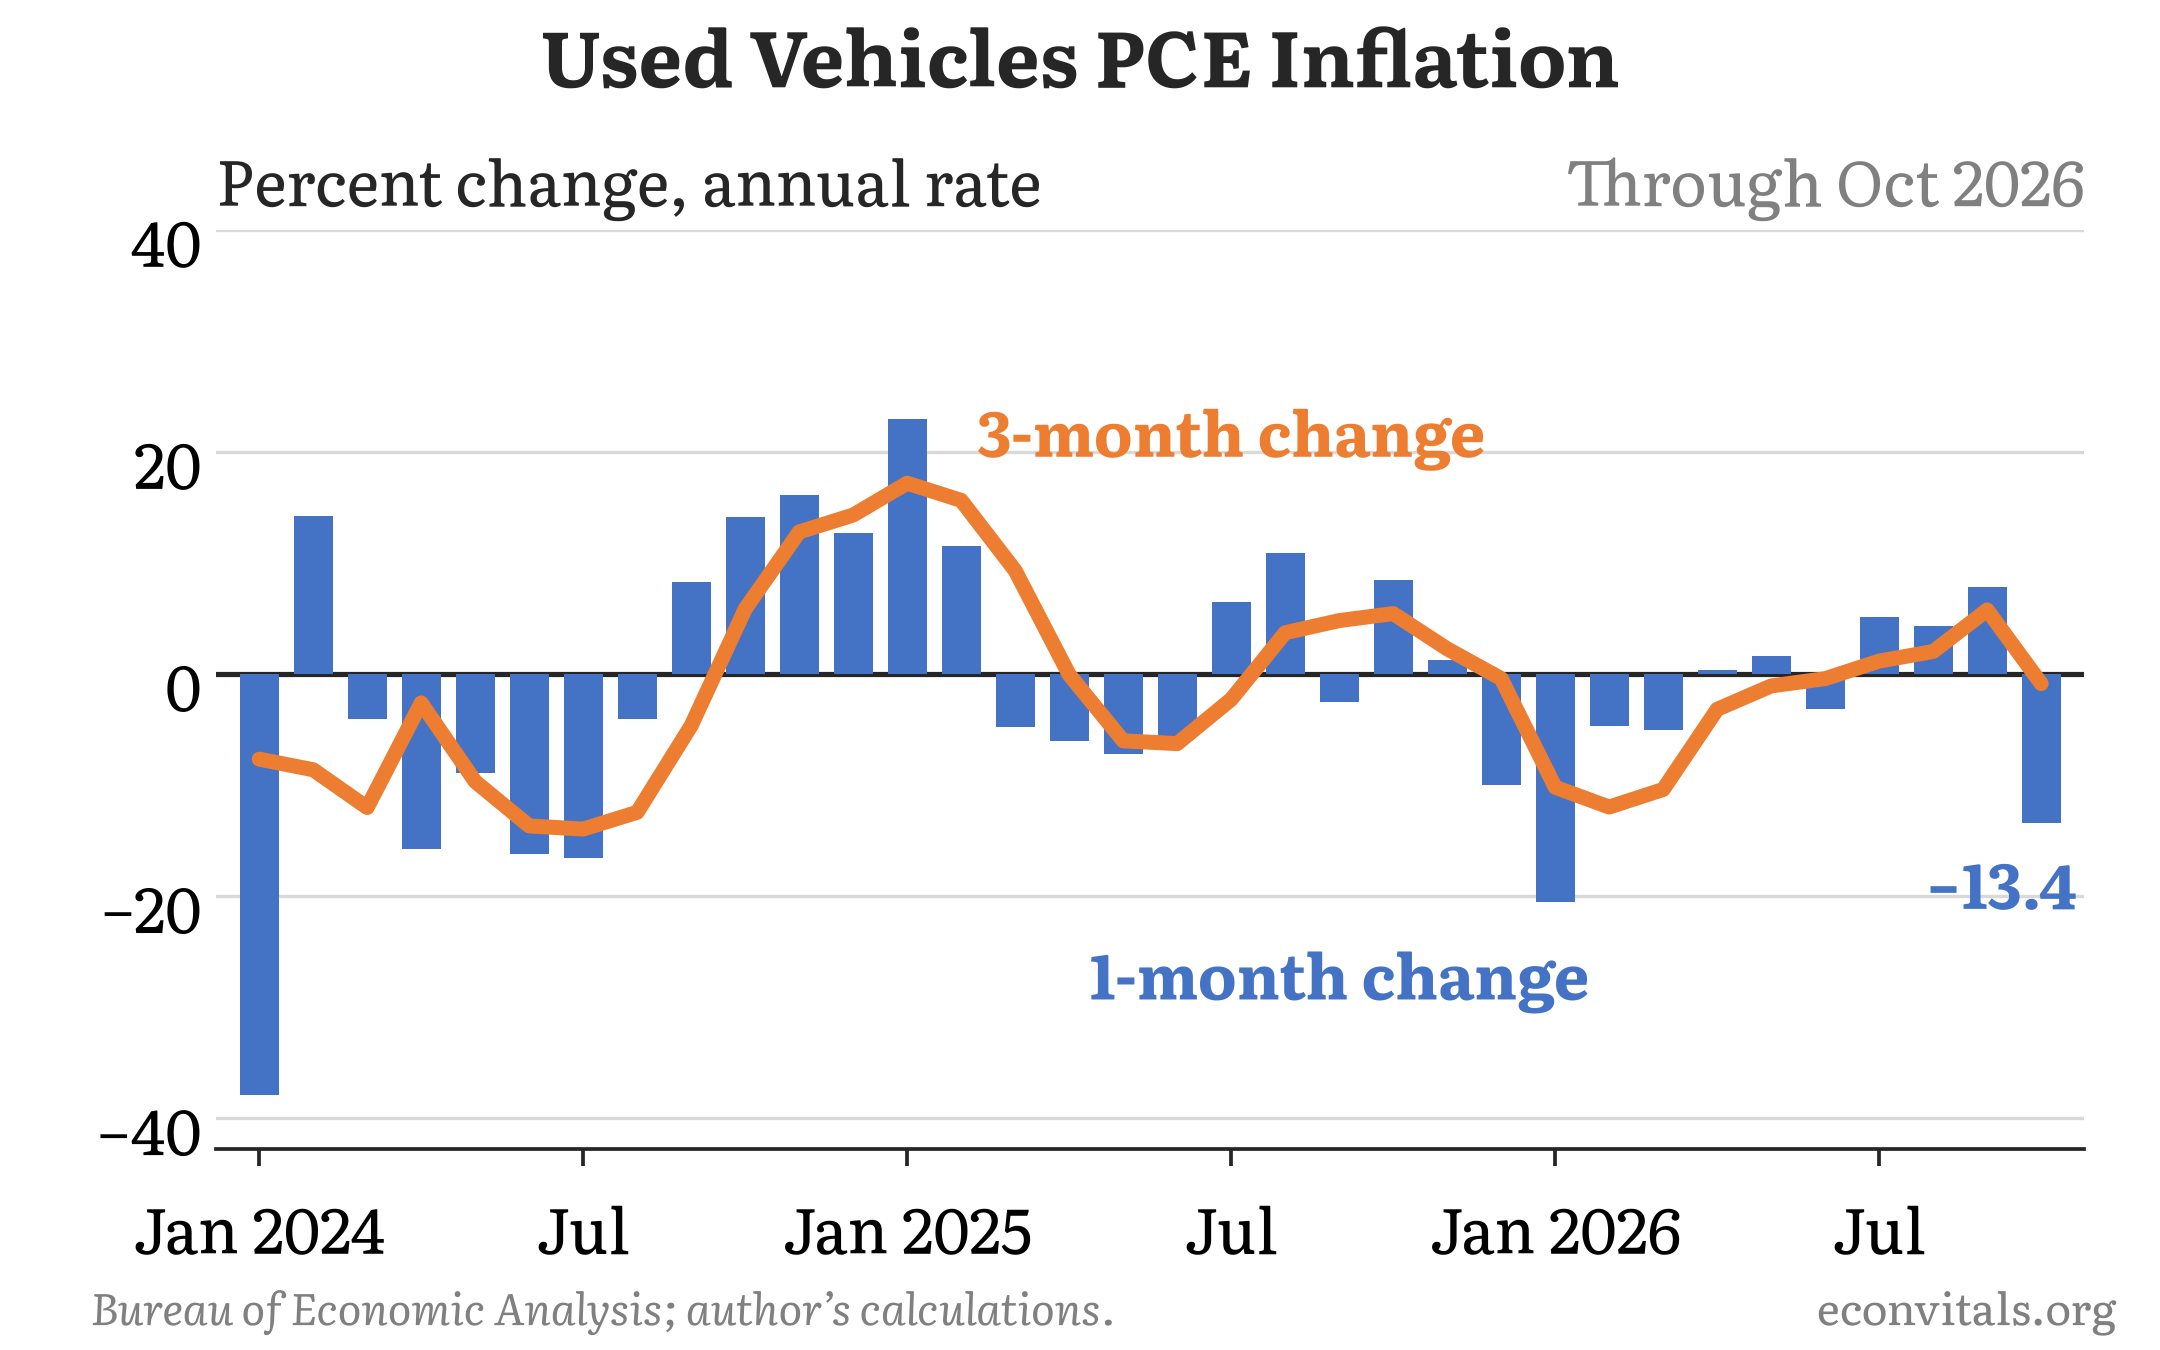 Used Vehicles PCE Inflation
Percent change, annual rate
Through Oct 2026
40
20
3-month change
0
−20
−13.4
1-month change
−40
Jan 2024
Jul
Jan 2025
Jul
Jan 2026
Jul
Bureau of Economic Analysis; author’s calculations.
econvitals.org